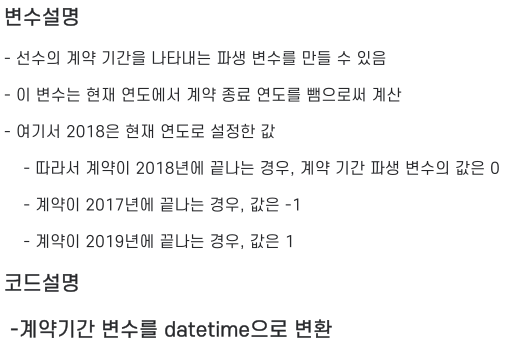 변수설명
- 선수의 계약 기간을 나타내는 파생 변수를 만들 수 있음
- 이 변수는 현재 연도에서 계약 종료 연도를 뺌으로써 계산
- 여기서 2018은 현재 연도로 설정한 값
- 따라서 계약이 2018년에 끝나는 경우, 계약 기간 파생 변수의 값은 0
- 계약이 2017년에 끝나는 경우, 값은 -1
- 계약이 2019년에 끝나는 경우, 값은 1
코드설명
-계약기간 변수를 datetime으로 변환